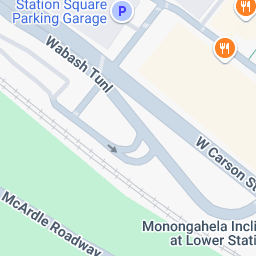 Station Square
Parking Garage
P
Wabash Tunl
W Carson St
McArdle Roadway
Monongahela Incli
at Lower Stati